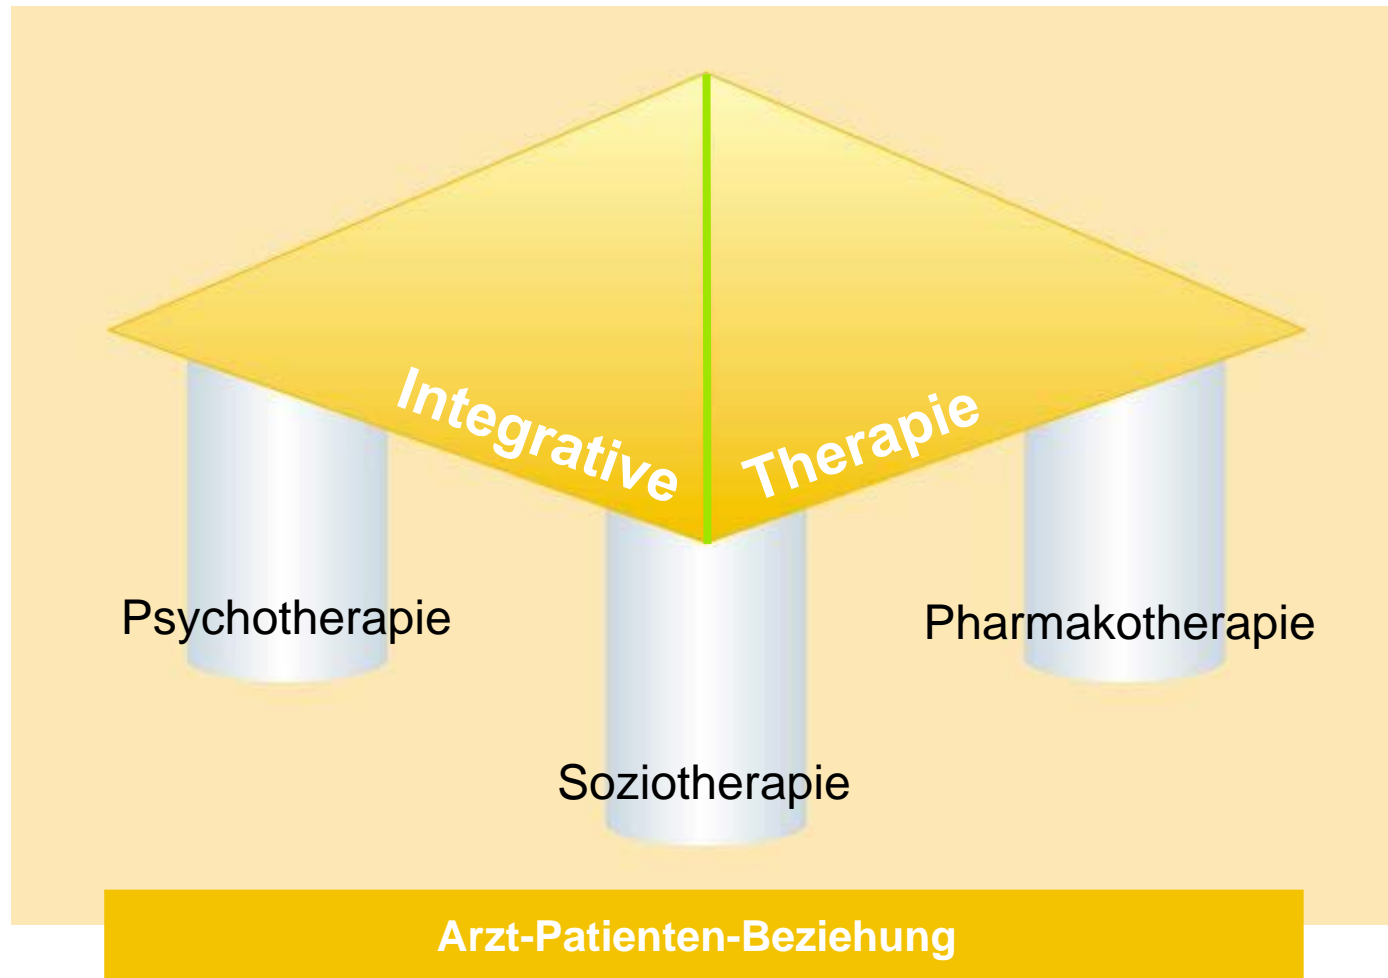 Integrative Therapie
Psychotherapie
Pharmakotherapie
Soziotherapie
Arzt-Patienten-Beziehung